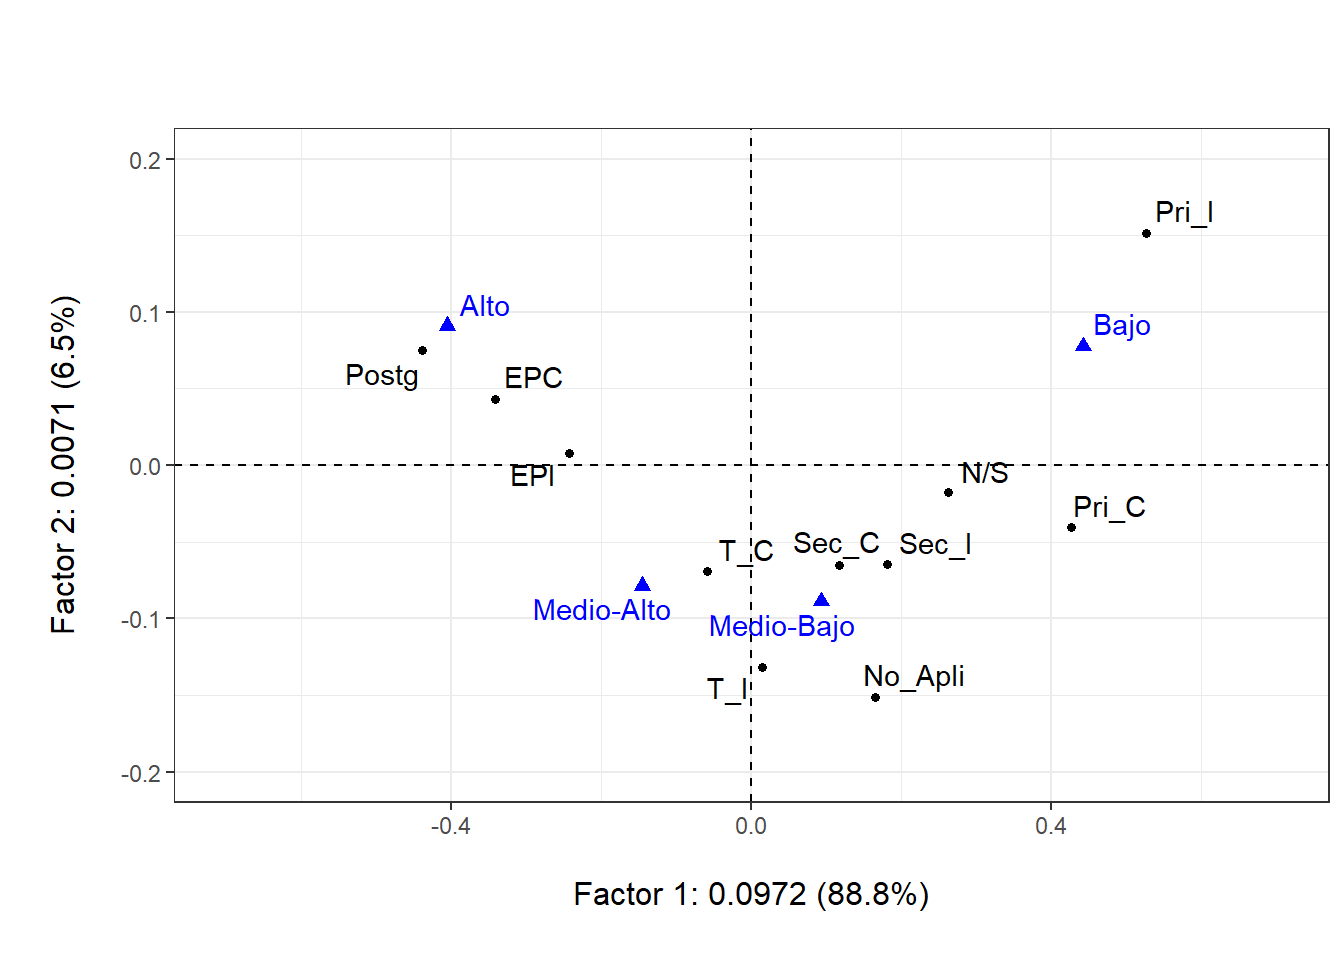 0.2
Pri_I
Alto
0.1
Bajo
Postg
EPC
0.0
EPI
N/S
Pri_C
T_C
Sec_C
Sec_I
Medio-Alto
-0.1
Medio-Bajo
T_I
No_Apli
-0.2
-0.4
0.0
0.4
Factor 1: 0.0972 (88.8%)
Factor 2: 0.0071 (6.5%)